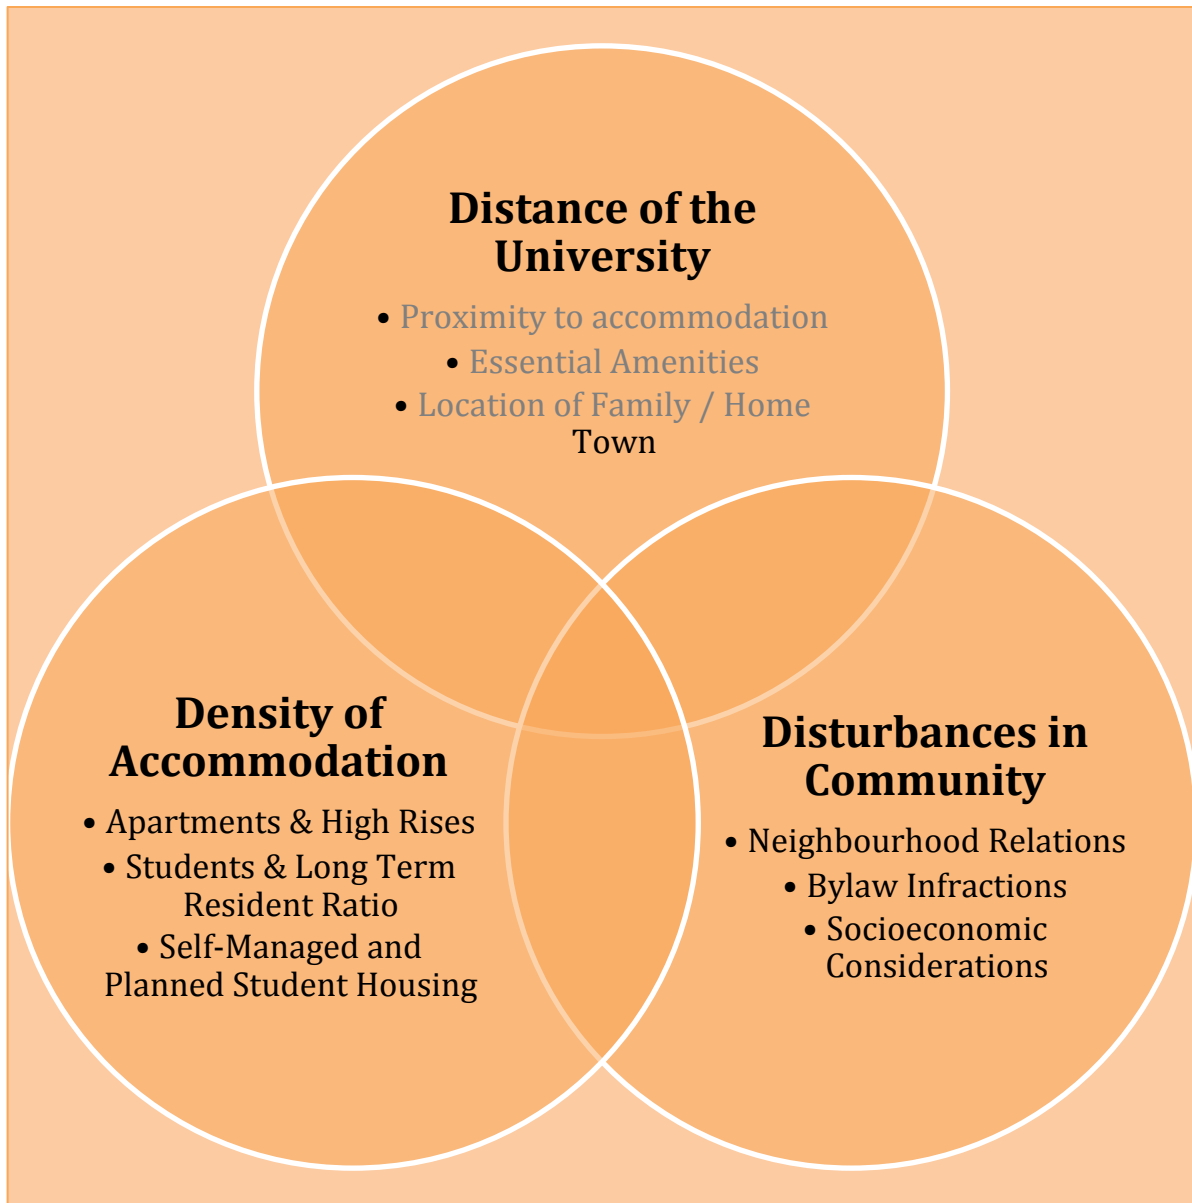 Distance of the
University
• Proximity to accommodation
• Essential Amenities
• Location of Family / Home
Town
Density of
Accommodation
• Apartments & High Rises
• Students & Long Term
Resident Ratio
• Self-Managed and
Planned Student Housing
Disturbances in
Community
• Neighbourhood Relations
• Bylaw Infractions
• Socioeconomic
Considerations